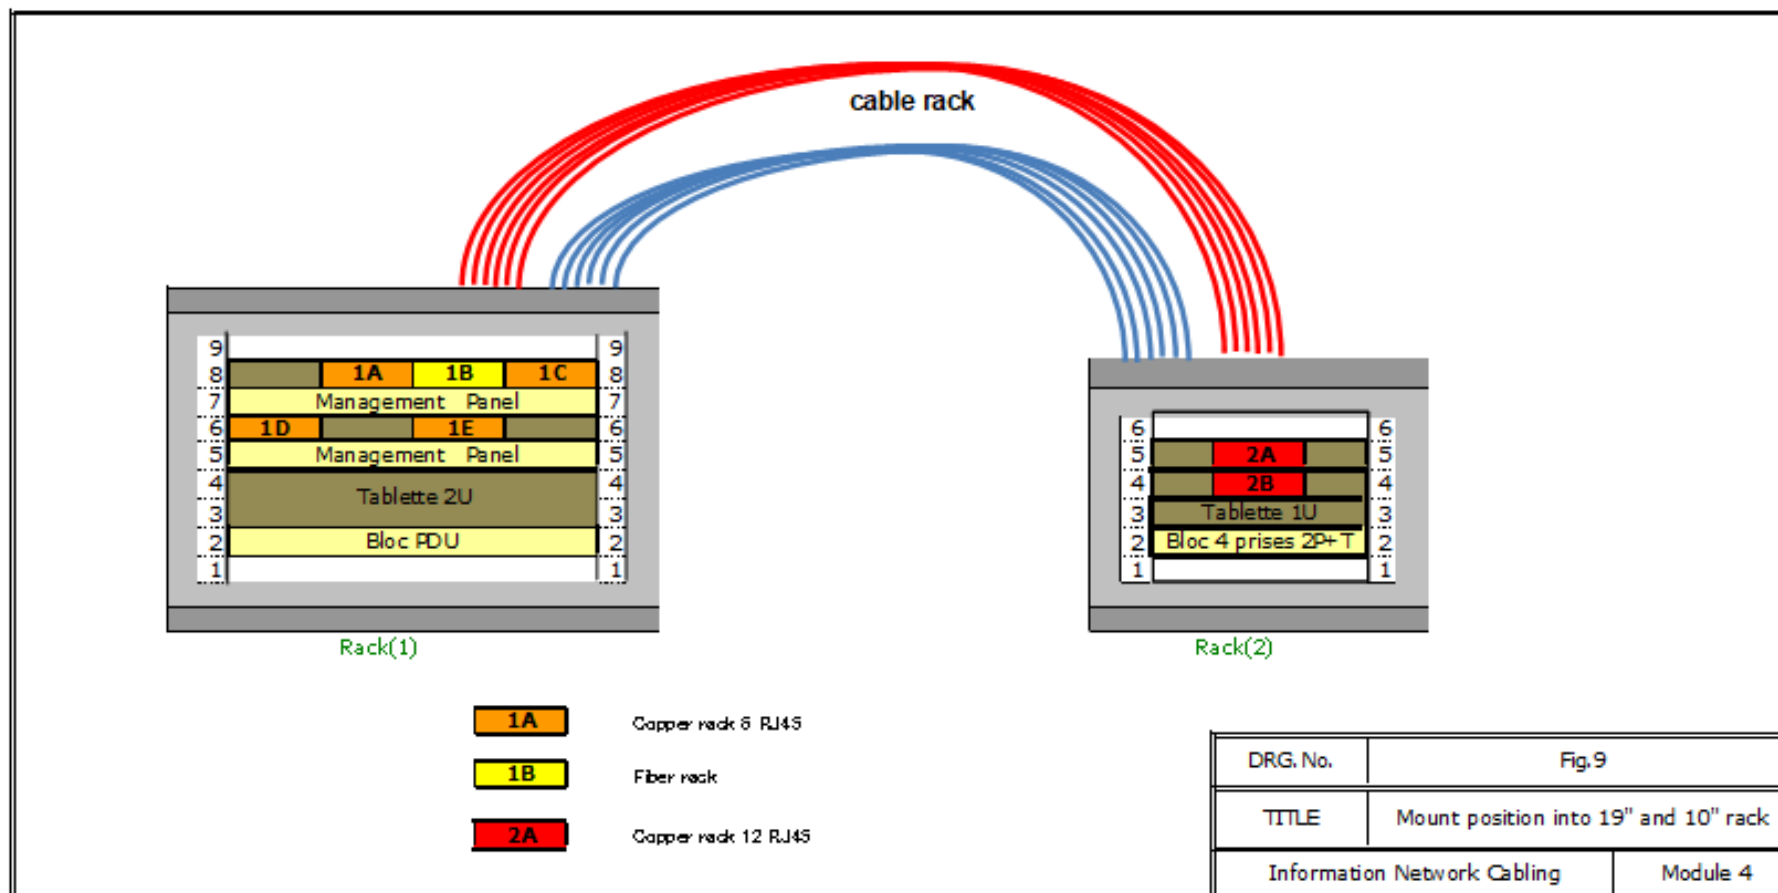 cable rack
9 9
8 1A 1B 1C 8
7 Management Panel 7
6 1D 1E 6
5 Management Panel 5
4 4
Tablette 2U
3 3
2 Bloc PDU 2
1 1
Rack(1)
6 6
5 2A 5
4 2B 4
3 Tablette 1U 3
2 Bloc 4 prises 2P+T 2
1 1
Rack(2)
1A Copper rack 6 RJ45
1B Fiber rack
2A Copper rack 12 RJ45
DRG. No. Fig.9
TITLE Mount position into 19" and 10" rack
Information Network Cabling Module 4